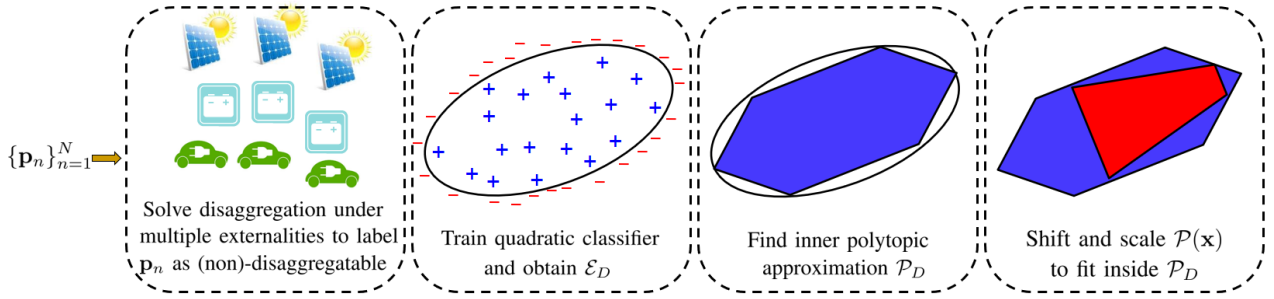 {p_n}_{n=1}^N
Solve disaggregation under
multiple externalities to label
p_n as (non)-disaggregatable
Train quadratic classifier
and obtain ℰ_D
Find inner polytopic
approximation 𝒫_D
Shift and scale 𝒫(x)
to fit inside 𝒫_D